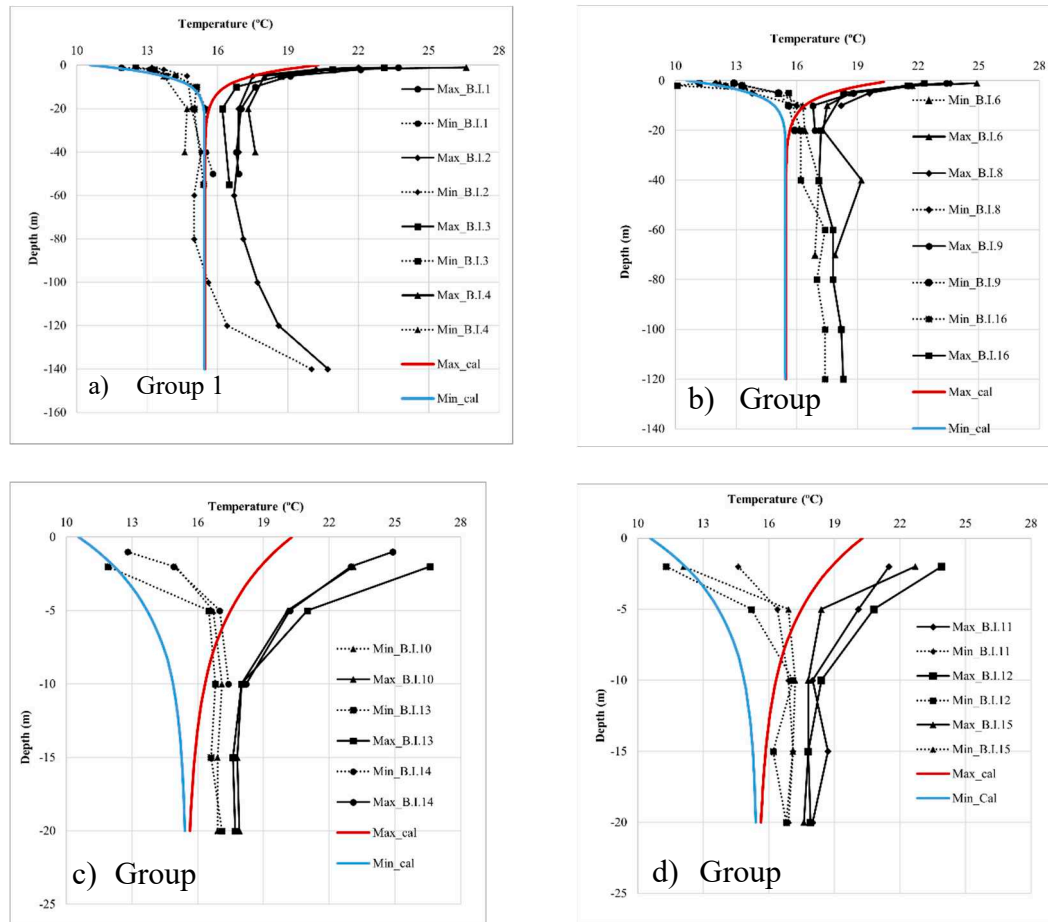 Temperature (ºC)
10 13 16 19 22 25 28
0
-20
-40
-60
-80
-100
-120
-140
-160
Depth (m)
Max_B.I.1
Min_B.I.1
Max_B.I.2
Min_B.I.2
Max_B.I.3
Min_B.I.3
Max_B.I.4
Min_B.I.4
Max_cal
Min_cal
a) Group 1
Temperature (ºC)
10 13 16 19 22 25 28
0
-20
-40
-60
-80
-100
-120
-140
Depth (m)
Min_B.I.6
Max_B.I.6
Max_B.I.8
Min_B.I.8
Max_B.I.9
Min_B.I.9
Min_B.I.16
Max_B.I.16
Max_cal
Min_cal
b) Group
Temperature (ºC)
10 13 16 19 22 25 28
0
-5
-10
-15
-20
-25
Depth (m)
Min_B.I.10
Max_B.I.10
Min_B.I.13
Max_B.I.13
Min_B.I.14
Max_B.I.14
Max_cal
Min_cal
c) Group
Temperature (ºC)
10 13 16 19 22 25 28
0
-5
-10
-15
-20
-25
Depth (m)
Max_B.I.11
Min_B.I.11
Max_B.I.12
Min_B.I.12
Max_B.I.15
Min_B.I.15
Max_cal
Min_Cal
d) Group